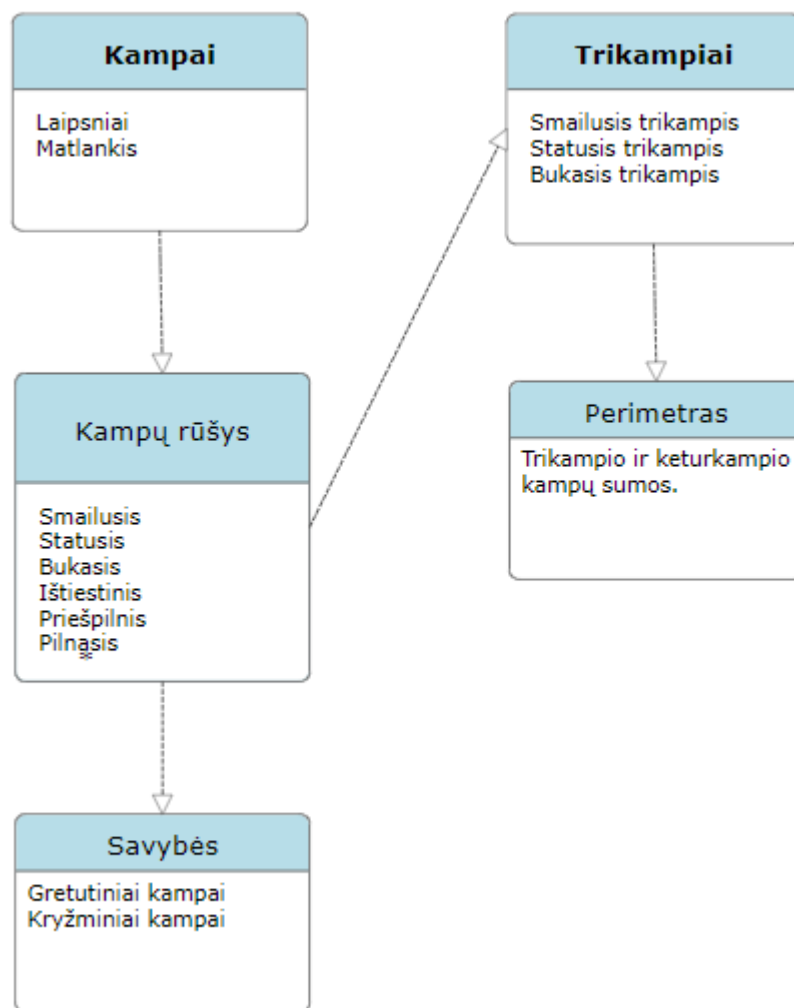 Kampai
Laipsniai
Matlankis
Kampų rūšys
Smailusis
Statusis
Bukasis
Ištiestinis
Priešpilnis
Pilnąsis
Savybės
Gretutiniai kampai
Kryžminiai kampai
Trikampiai
Smailusis trikampis
Statusis trikampis
Bukasis trikampis
Perimetras
Trikampio ir keturkampio
kampų sumos.